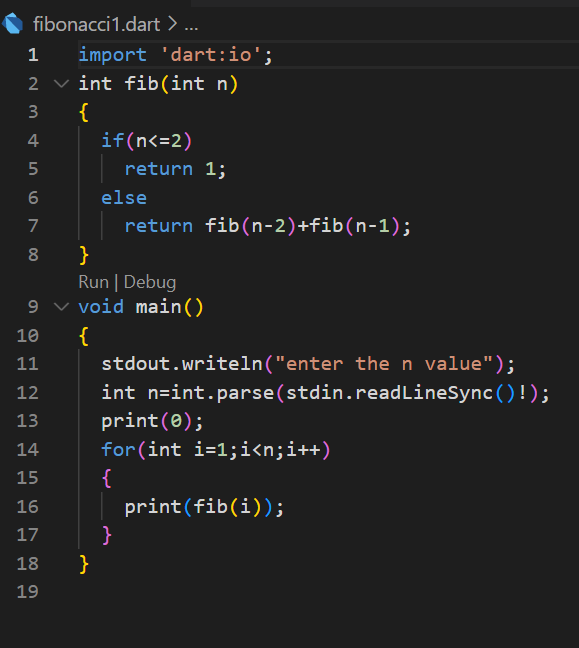 fibonacci1.dart > ...
1 import 'dart:io';
2 int fib(int n)
3 {
4   if(n<=2)
5     return 1;
6   else
7     return fib(n-2)+fib(n-1);
8 }
Run | Debug
9 void main()
10 {
11   stdout.writeln("enter the n value");
12   int n=int.parse(stdin.readLineSync()!);
13   print(0);
14   for(int i=1;i<n;i++)
15   {
16     print(fib(i));
17   }
18 }
19